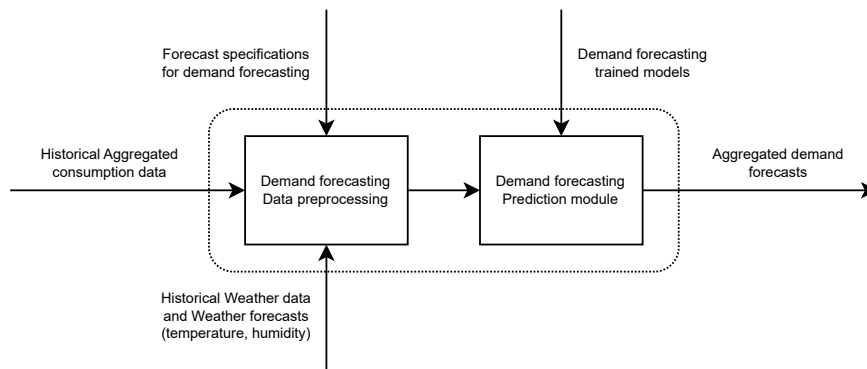 Forecast specifications
for demand forecasting
Demand forecasting
trained models
Historical Aggregated
consumption data
Demand forecasting
Data preprocessing
Demand forecasting
Prediction module
Aggregated demand
forecasts
Historical Weather data
and Weather forecasts
(temperature, humidity)